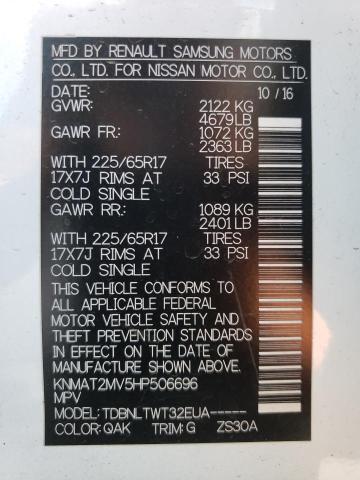 MFD BY RENAULT SAMSUNG MOTORS
CO., LTD. FOR NISSAN MOTOR CO., LTD.
DATE: 10 / 16
GVWR: 2122 KG
4679 LB
GAWR FR.: 1072 KG
2363 LB
WITH 225/65R17 TIRES
17X7J RIMS AT 33 PSI
COLD SINGLE
GAWR RR.: 1089 KG
2401 LB
WITH 225/65R17 TIRES
17X7J RIMS AT 33 PSI
COLD SINGLE
THIS VEHICLE CONFORMS TO
ALL APPLICABLE FEDERAL
MOTOR VEHICLE SAFETY AND
THEFT PREVENTION STANDARDS
IN EFFECT ON THE DATE OF
MANUFACTURE SHOWN ABOVE.
KNMAT2MV5HP506696
MPV
MODEL: TDBNLTWT32EUA-----
COLOR: QAK TRIM: G ZS30A